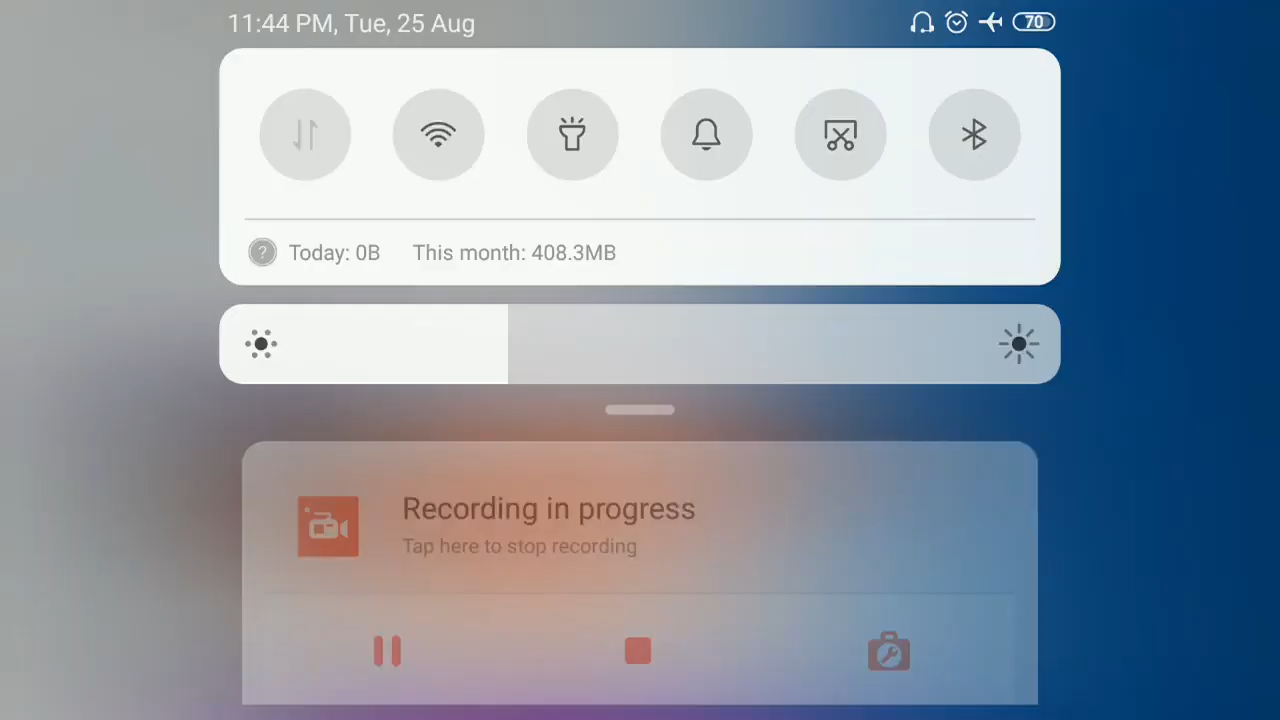 11:44 PM, Tue, 25 Aug
70
? Today: 0B This month: 408.3MB
Recording in progress
Tap here to stop recording